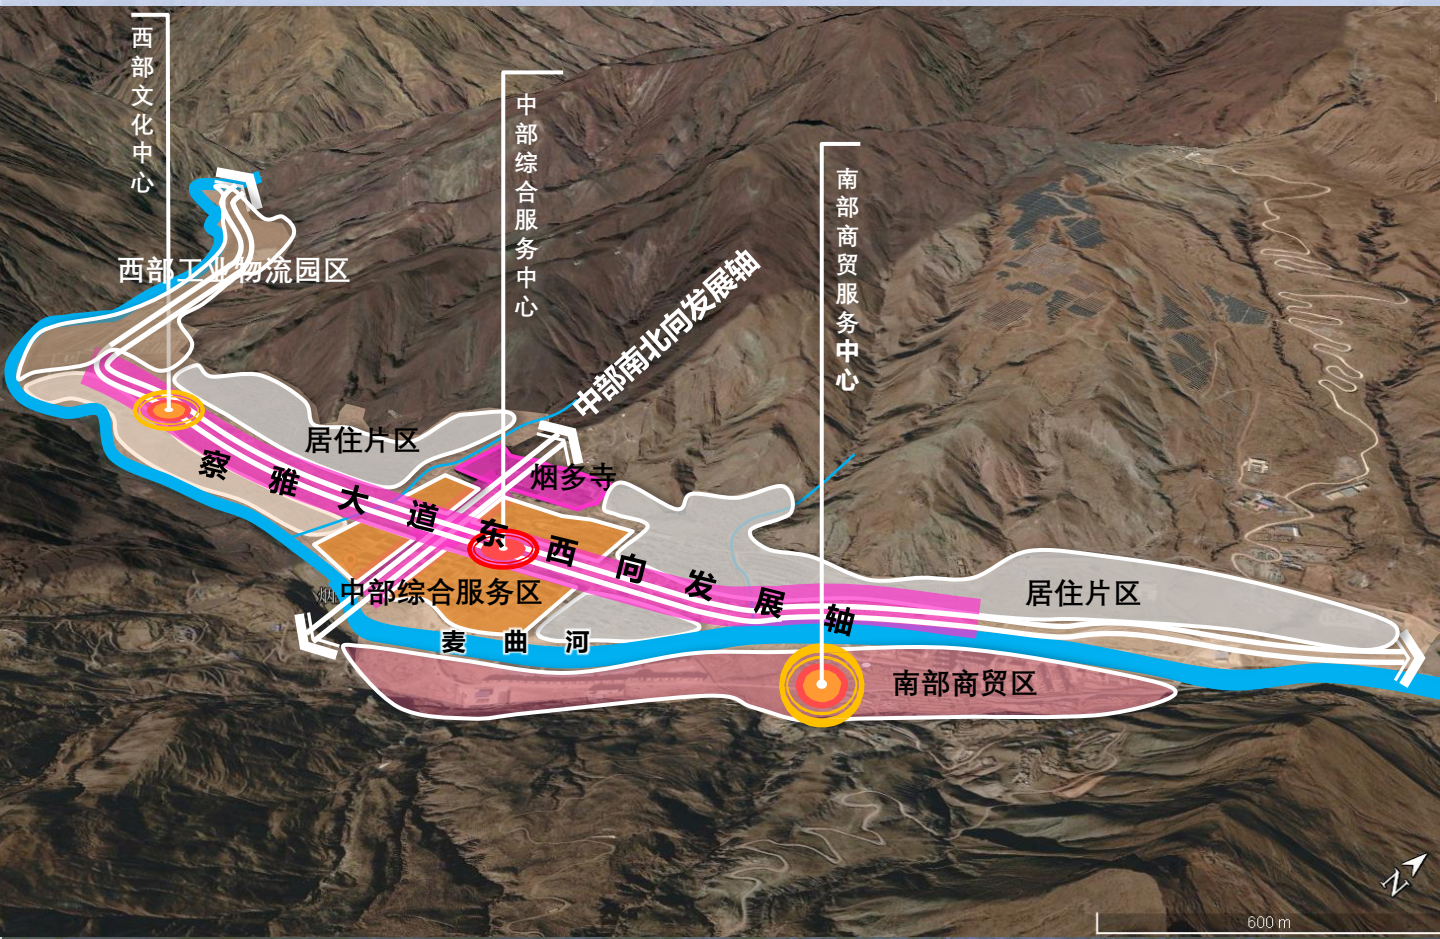 西部文化中心
中部综合服务中心
南部商贸服务中心
西部工业物流园区
中部南北向发展轴
居住片区
烟多寺
察雅大道东西向发展轴
中部综合服务区
居住片区
麦曲河
南部商贸区
N
600 m